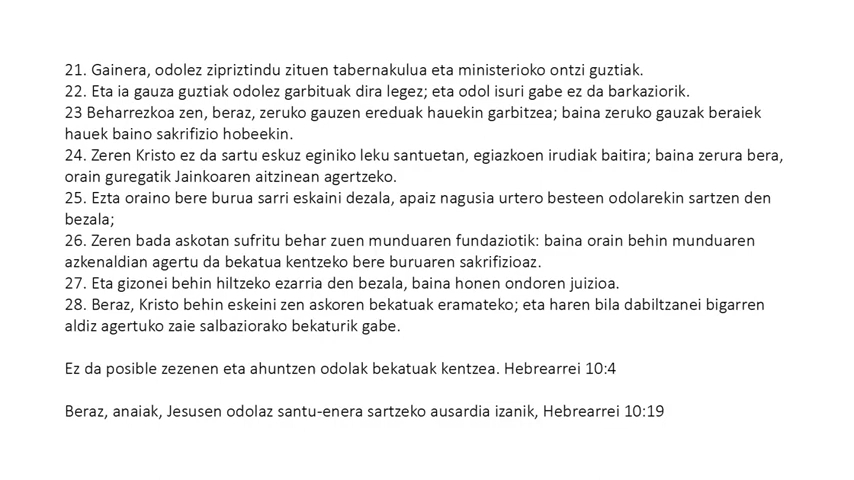 21. Gainera, odolez zipriztindu zituen tabernakulua eta ministerioko ontzi guztiak.
22. Eta ia gauza guztiak odolez garbituak dira legez; eta odol isuri gabe ez da barkaziorik.
23 Beharrezkoa zen, beraz, zeruko gauzen ereduak hauekin garbitzea; baina zeruko gauzak beraiek
hauek baino sakrifizio hobeekin.
24. Zeren Kristo ez da sartu eskuz eginiko leku santuetan, egiazkoen irudiak baitira; baina zerura bera,
orain guregatik Jainkoaren aitzinean agertzeko.
25. Ezta oraino bere burua sarri eskaini dezala, apaiz nagusia urtero besteen odolarekin sartzen den
bezala;
26. Zeren bada askotan sufritu behar zuen munduaren fundaziotik: baina orain behin munduaren
azkenaldian agertu da bekatua kentzeko bere buruaren sakrifizioaz.
27. Eta gizonei behin hiltzeko ezarria den bezala, baina honen ondoren juizioa.
28. Beraz, Kristo behin eskeini zen askoren bekatuak eramateko; eta haren bila dabiltzanei bigarren
aldiz agertuko zaie salbaziorako bekaturik gabe.
Ez da posible zezenen eta ahuntzen odolak bekatuak kentzea. Hebrearrei 10:4
Beraz, anaiak, Jesusen odolaz santu-enera sartzeko ausardia izanik, Hebrearrei 10:19